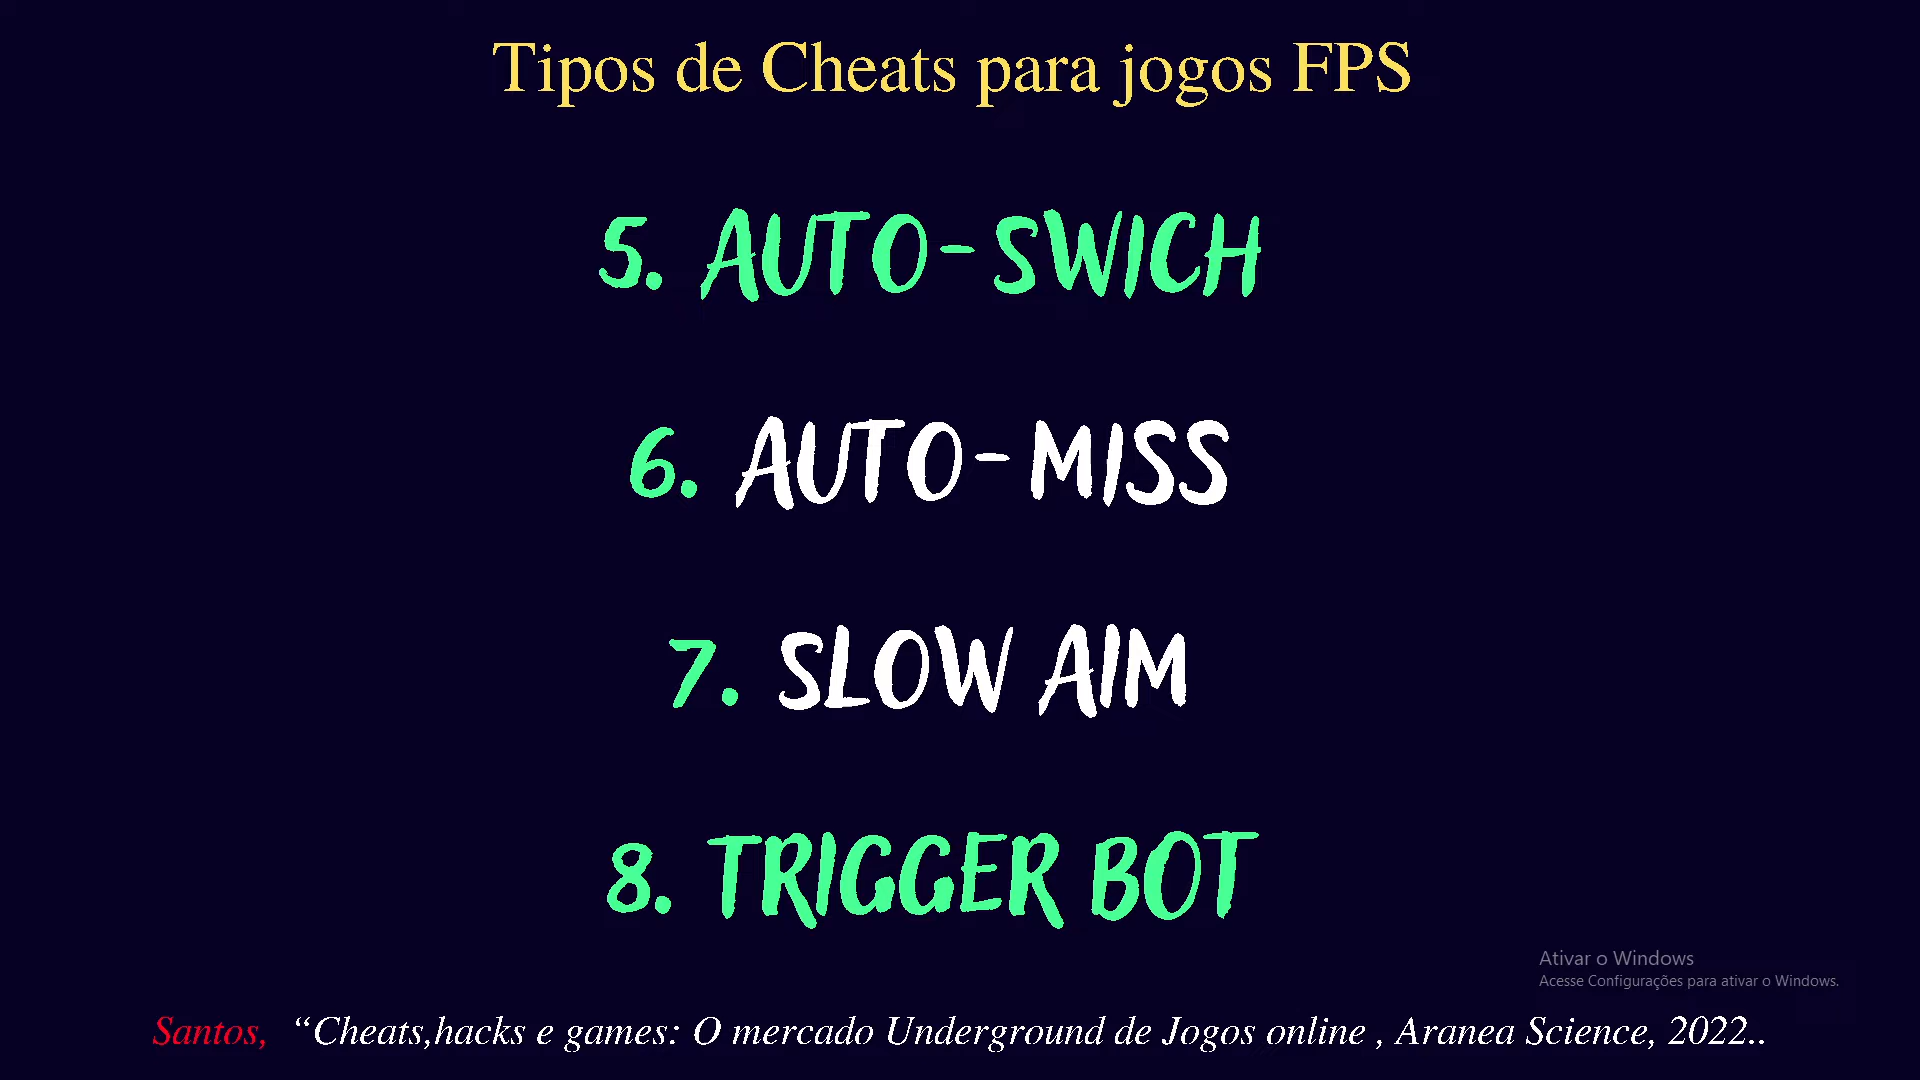 Tipos de Cheats para jogos FPS
5. AUTO-SWICH
6. AUTO-MISS
7. SLOW AIM
8. TRIGGER BOT
Ativar o Windows
Acesse Configurações para ativar o Windows.
Santos, “Cheats,hacks e games: O mercado Underground de Jogos online , Aranea Science, 2022..